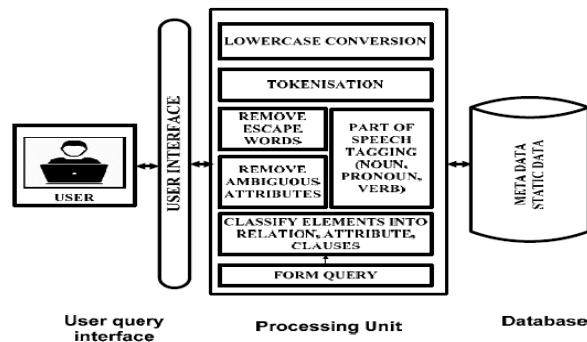 LOWERCASE CONVERSION
TOKENISATION
REMOVE
ESCAPE
WORDS
PART OF
SPEECH
TAGGING
(NOUN,
PRONOUN,
VERB)
REMOVE
AMBIGUOUS
ATTRIBUTES
CLASSIFY ELEMENTS INTO
RELATION, ATTRIBUTE,
CLAUSES
FORM QUERY
USER
USER INTERFACE
META DATA
STATIC DATA
User query
interface
Processing Unit
Database